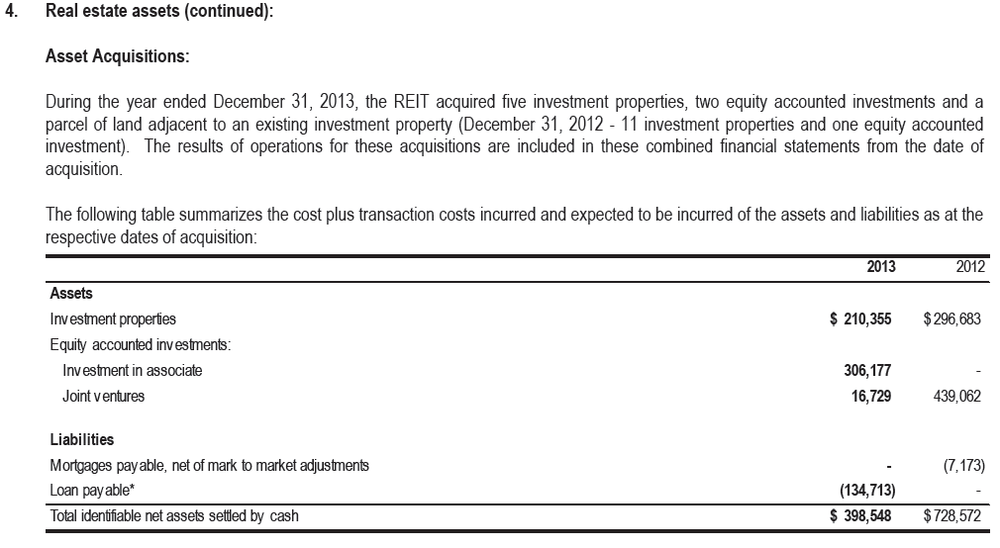 4. Real estate assets (continued):
Asset Acquisitions:
During the year ended December 31, 2013, the REIT acquired five investment properties, two equity accounted investments and a
parcel of land adjacent to an existing investment property (December 31, 2012 - 11 investment properties and one equity accounted
investment). The results of operations for these acquisitions are included in these combined financial statements from the date of
acquisition.
The following table summarizes the cost plus transaction costs incurred and expected to be incurred of the assets and liabilities as at the
respective dates of acquisition:
2013 2012
Assets
Investment properties $ 210,355 $ 296,683
Equity accounted investments:
Investment in associate 306,177 -
Joint ventures 16,729 439,062
Liabilities
Mortgages payable, net of mark to market adjustments - (7,173)
Loan payable* (134,713) -
Total identifiable net assets settled by cash $ 398,548 $ 728,572